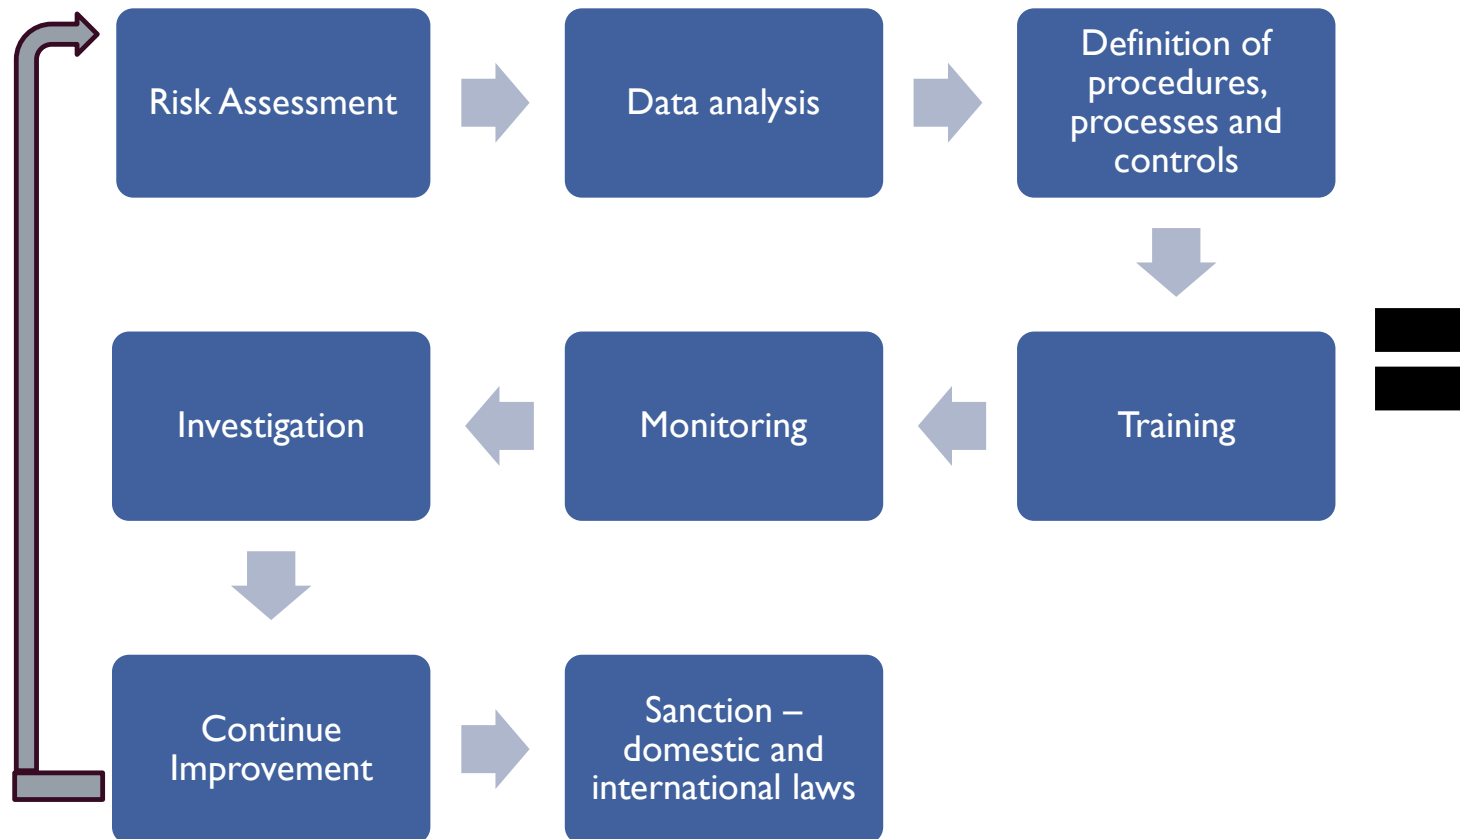 Risk Assessment
Data analysis
Definition of
procedures,
processes and
controls
Investigation
Monitoring
Training
Continue
Improvement
Sanction –
domestic and
international laws